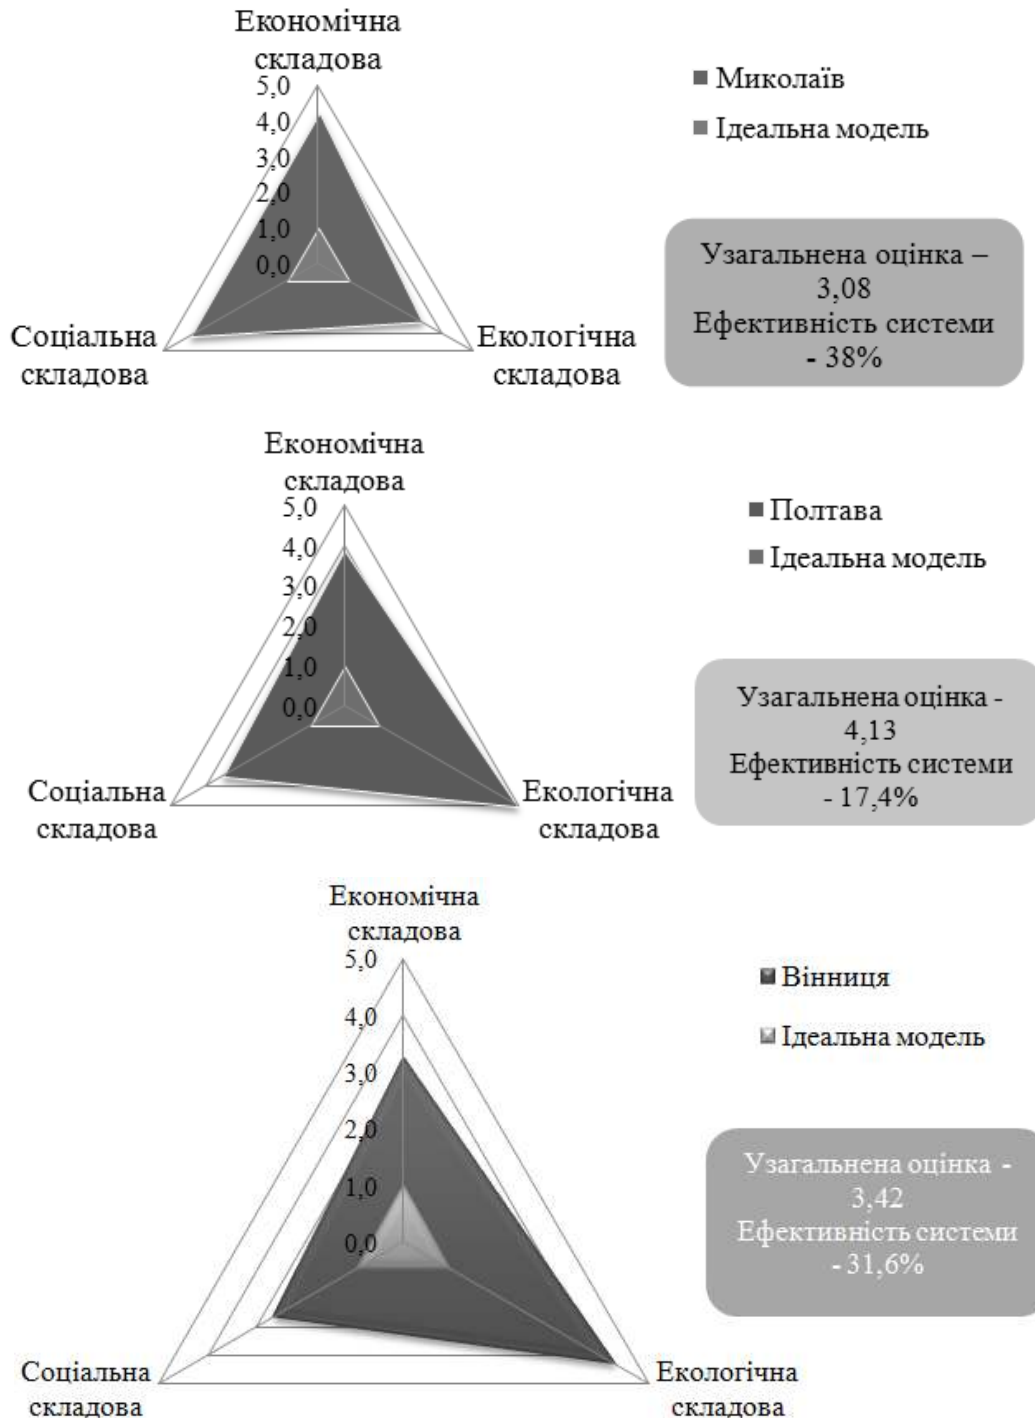 Економічна
складова
5,0
4,0
3,0
2,0
1,0
0,0
Соціальна
складова
Екологічна
складова
Миколаїв
Ідеальна модель
Узагальнена оцінка –
3,08
Ефективність системи
- 38%
Економічна
складова
5,0
4,0
3,0
2,0
1,0
0,0
Соціальна
складова
Екологічна
складова
Полтава
Ідеальна модель
Узагальнена оцінка -
4,13
Ефективність системи
- 17,4%
Економічна
складова
5,0
4,0
3,0
2,0
1,0
0,0
Соціальна
складова
Екологічна
складова
Вінниця
Ідеальна модель
Узагальнена оцінка -
3,42
Ефективність системи
- 31,6%